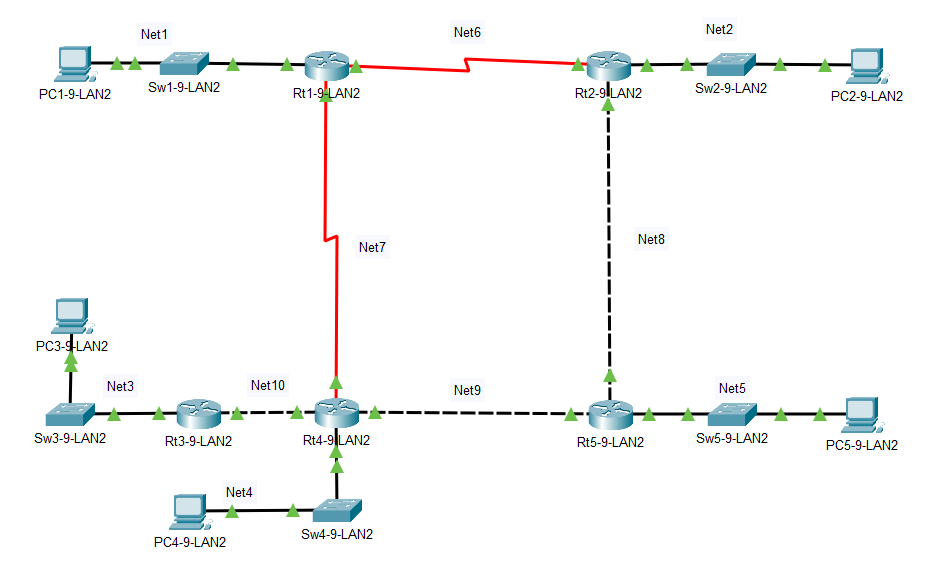 Net1
Net6
Net2
PC1-9-LAN2
Sw1-9-LAN2
Rt1-9-LAN2
Rt2-9-LAN2
Sw2-9-LAN2
PC2-9-LAN2
Net7
Net8
PC3-9-LAN2
Net3
Net10
Net9
Net5
Sw3-9-LAN2
Rt3-9-LAN2
Rt4-9-LAN2
Rt5-9-LAN2
Sw5-9-LAN2
PC5-9-LAN2
Net4
PC4-9-LAN2
Sw4-9-LAN2